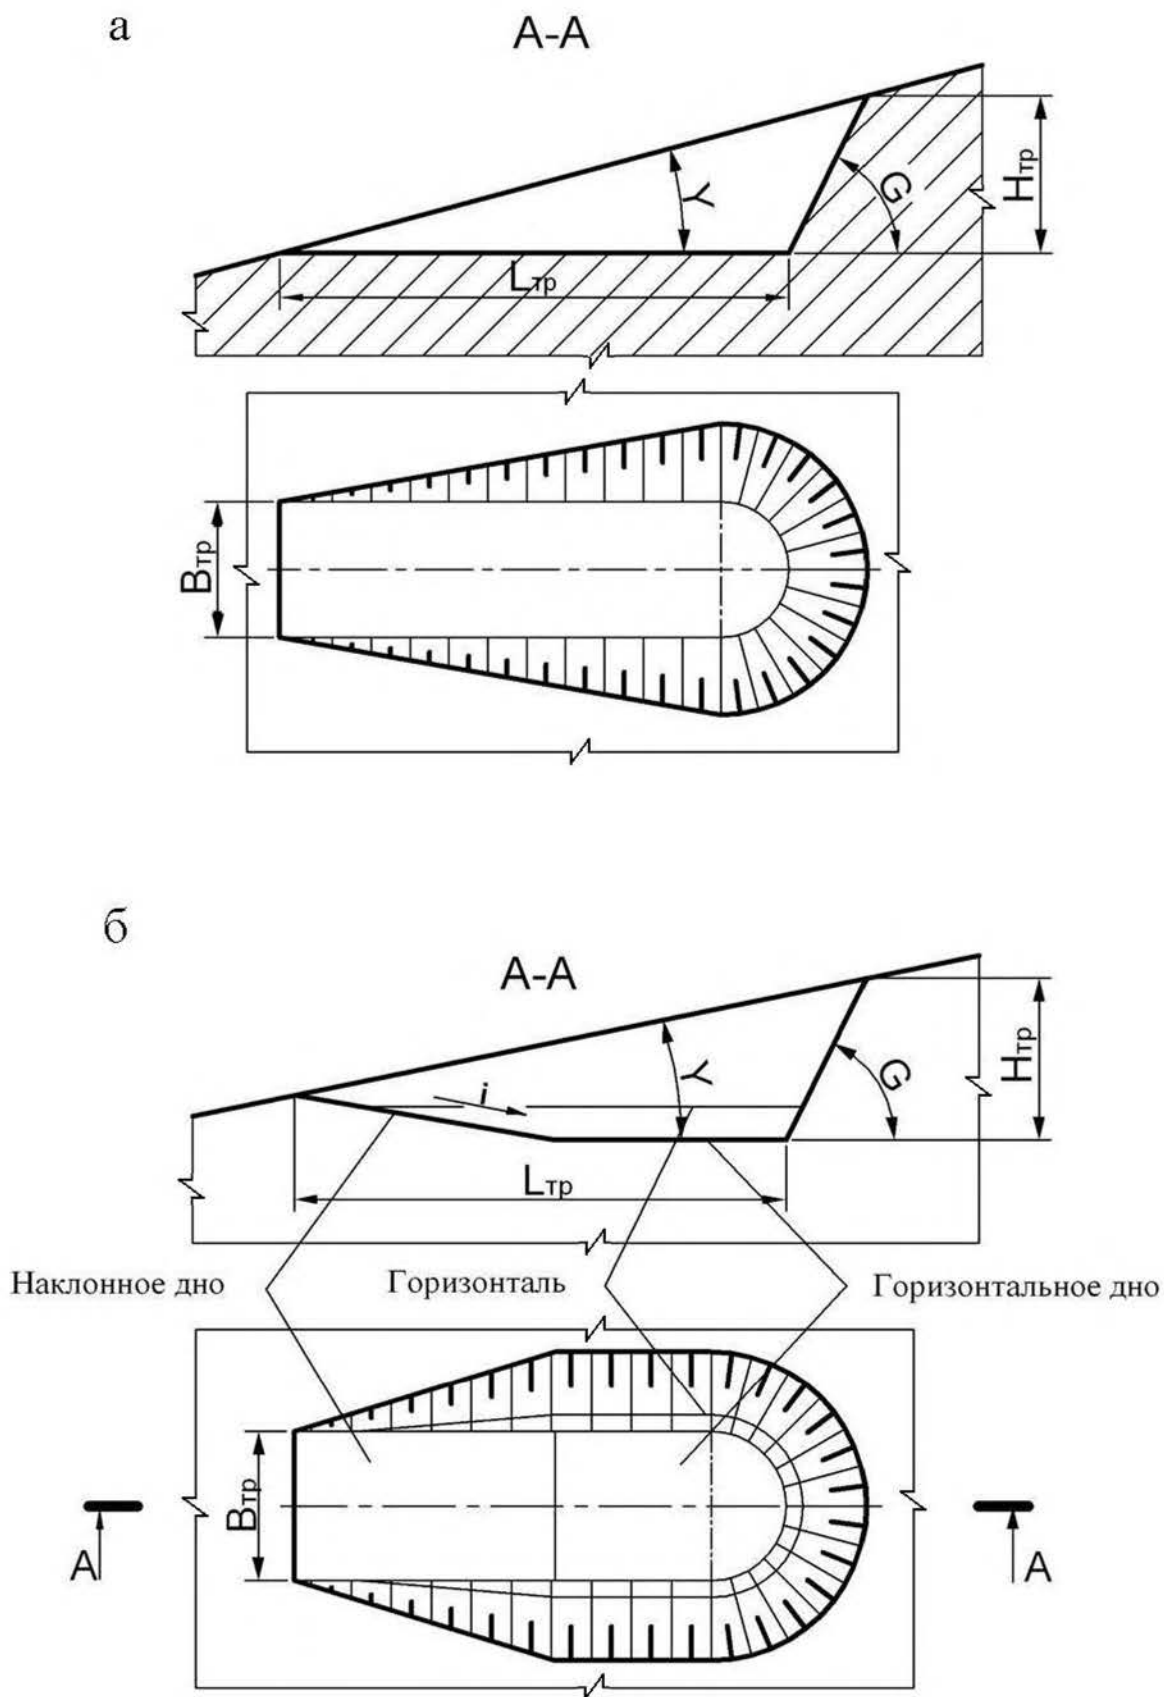 а
А-А
Y
G
Hтр
Lтр
Bтр
б
А-А
i
Y
G
Hтр
Lтр
Наклонное дно
Горизонталь
Горизонтальное дно
Bтр
А
А